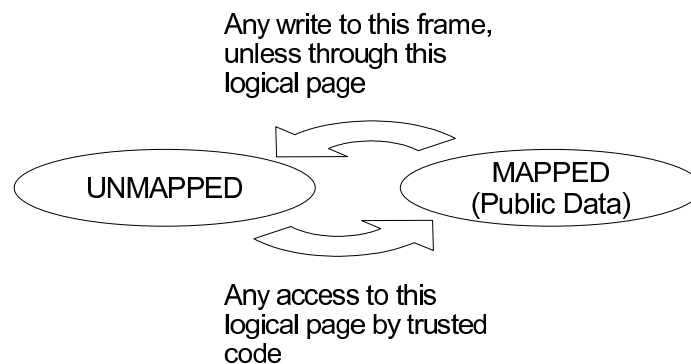 Any write to this frame,
unless through this
logical page
UNMAPPED
MAPPED
(Public Data)
Any access to this
logical page by trusted
code